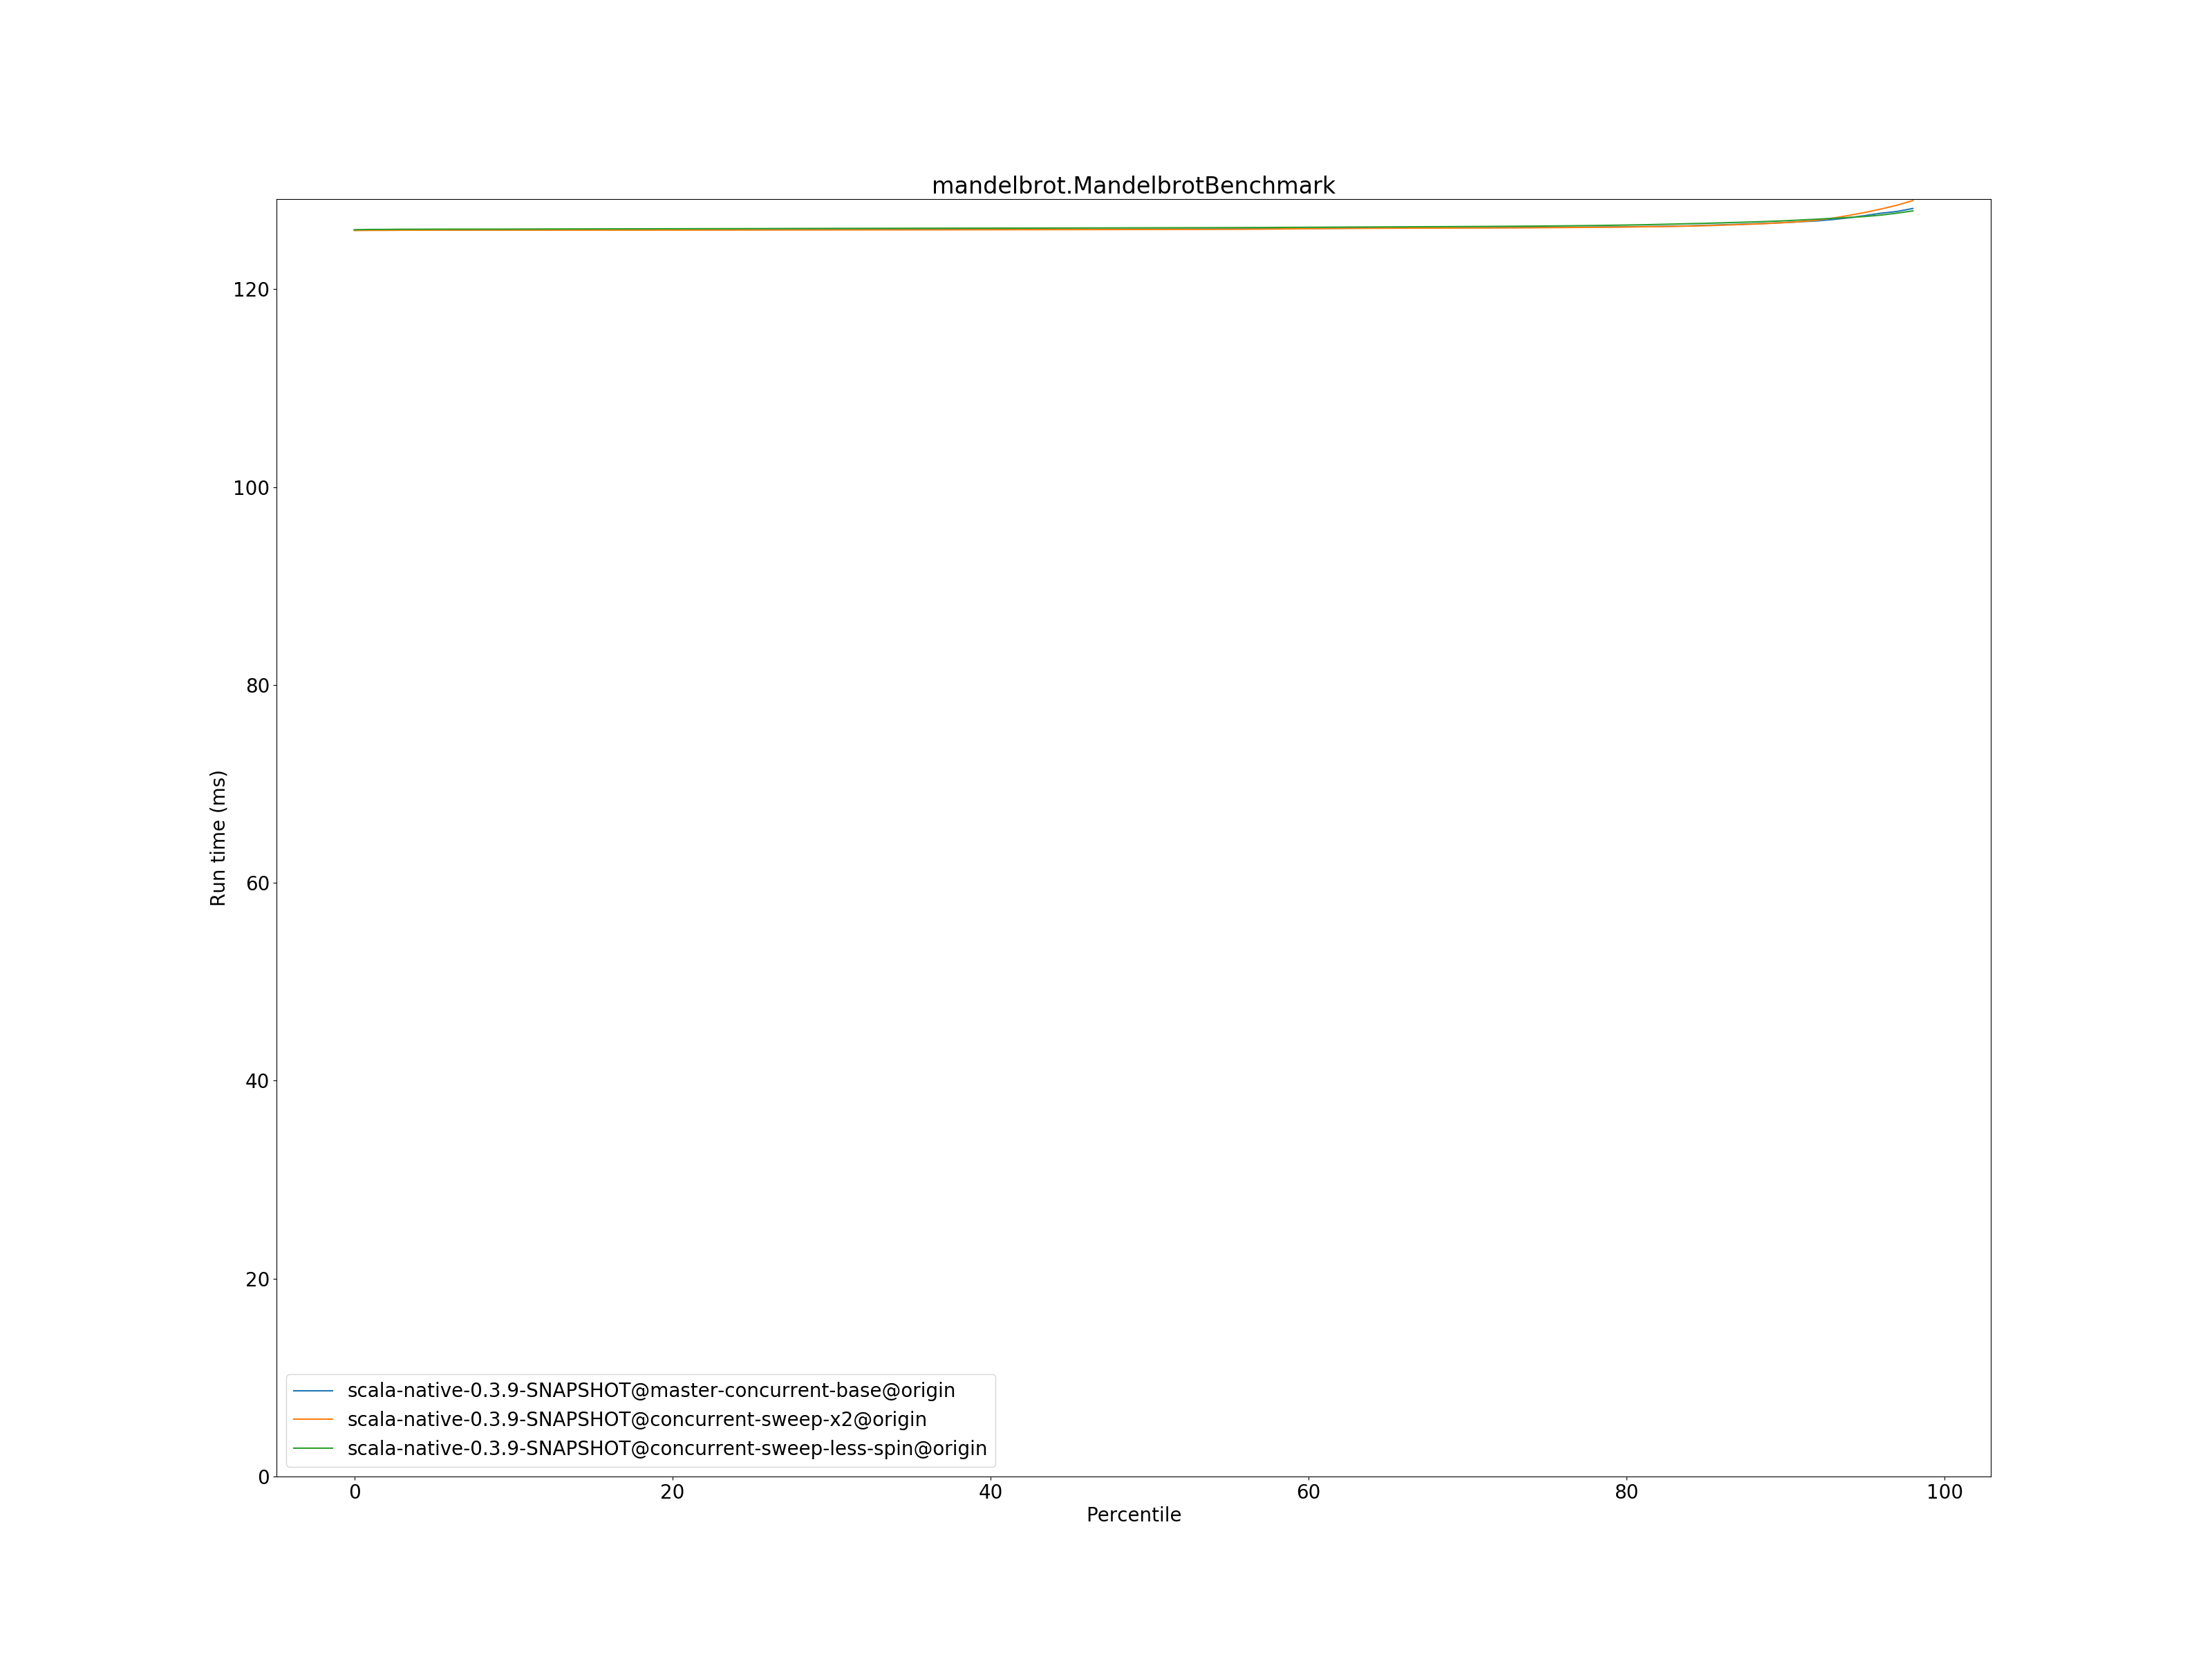 mandelbrot.MandelbrotBenchmark
120
100
80
60
40
20
0
Run time (ms)
scala-native-0.3.9-SNAPSHOT@master-concurrent-base@origin
scala-native-0.3.9-SNAPSHOT@concurrent-sweep-x2@origin
scala-native-0.3.9-SNAPSHOT@concurrent-sweep-less-spin@origin
0 20 40 60 80 100
Percentile